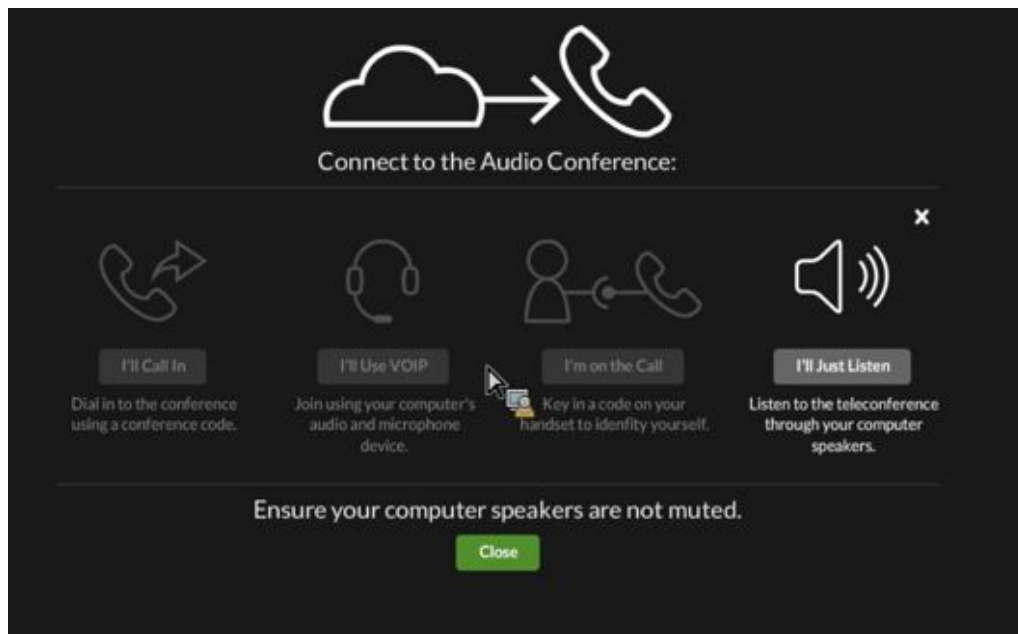 Connect to the Audio Conference:
I'll Call In
Dial in to the conference
using a conference code.
I'll Use VOIP
Join using your computer's
audio and microphone
device.
I'm on the Call
Key in a code on your
handset to idenfity yourself.
I'll Just Listen
Listen to the teleconference
through your computer
speakers.
Ensure your computer speakers are not muted.
Close